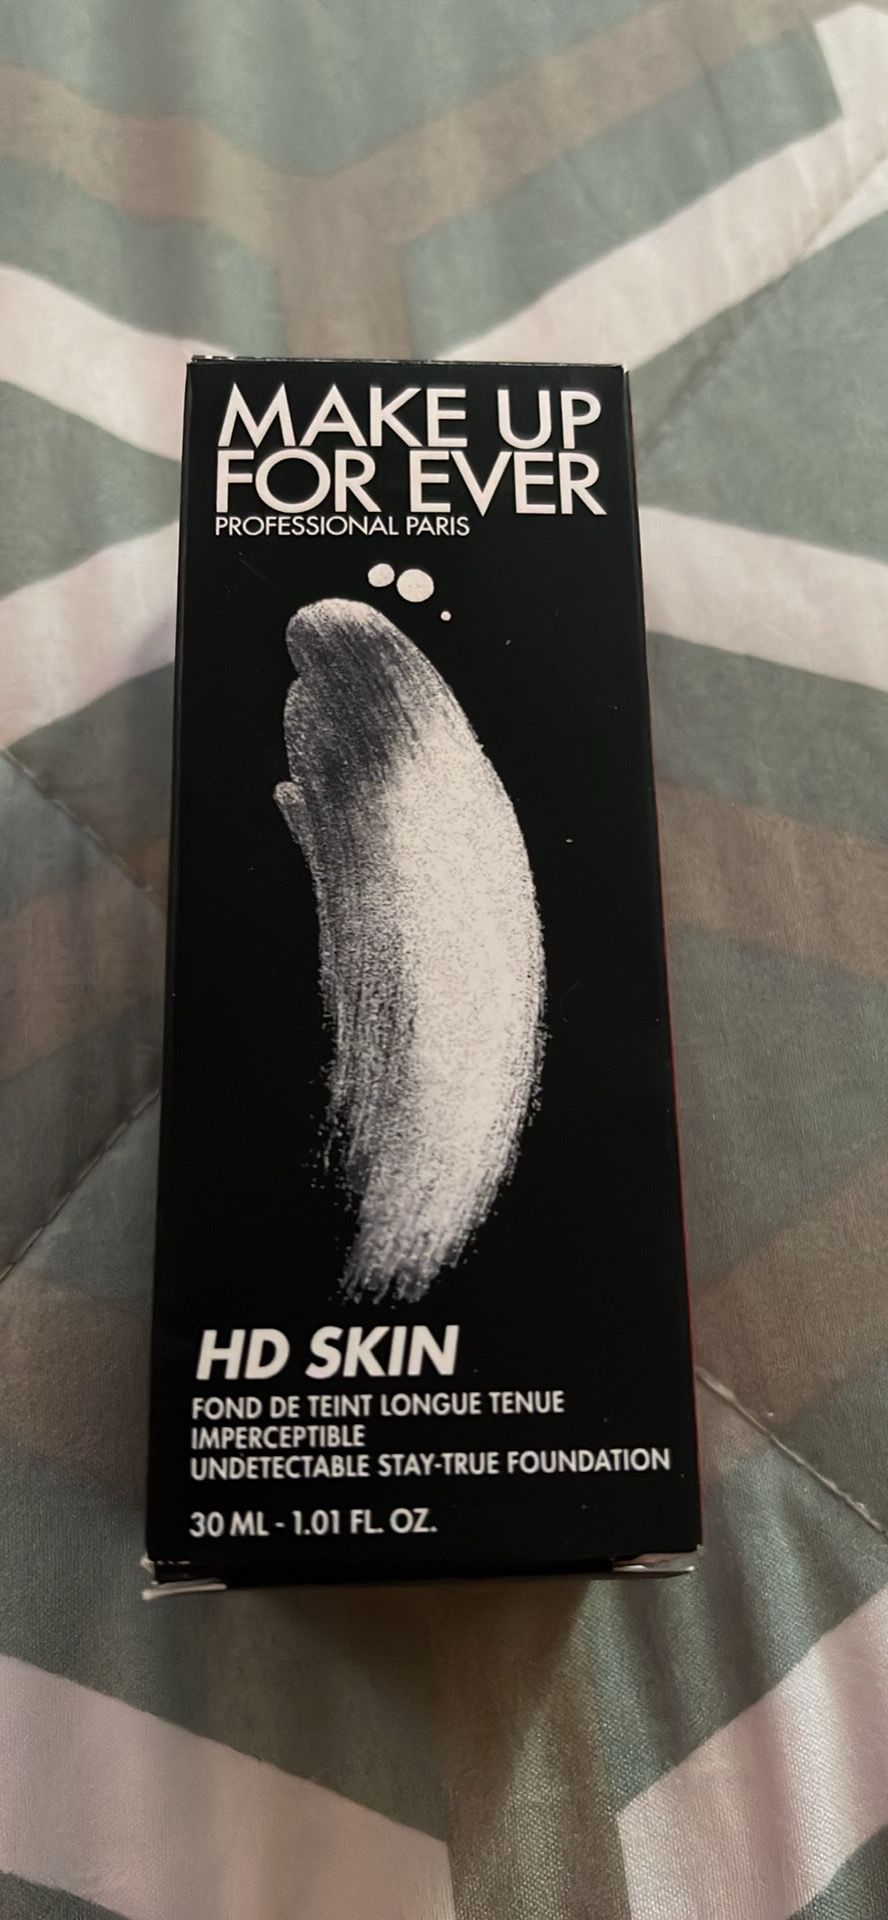 MAKE UP
FOR EVER
PROFESSIONAL PARIS
HD SKIN
FOND DE TEINT LONGUE TENUE
IMPERCEPTIBLE
UNDETECTABLE STAY-TRUE FOUNDATION
30 ML - 1.01 FL. OZ.